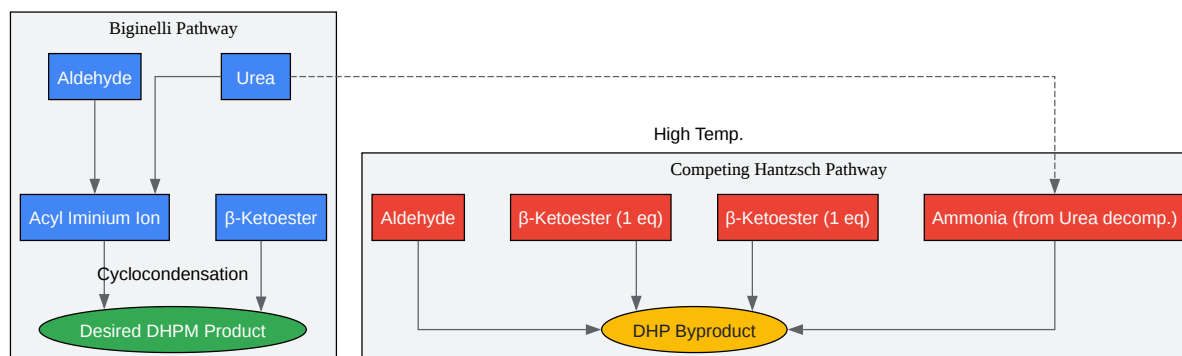 Biginelli Pathway
Aldehyde
Urea
High Temp.
Competing Hantzsch Pathway
Acyl Iminium Ion
β-Ketoester
Aldehyde
β-Ketoester (1 eq)
β-Ketoester (1 eq)
Ammonia (from Urea decomp.)
Cyclocondensation
Desired DHPM Product
DHP Byproduct